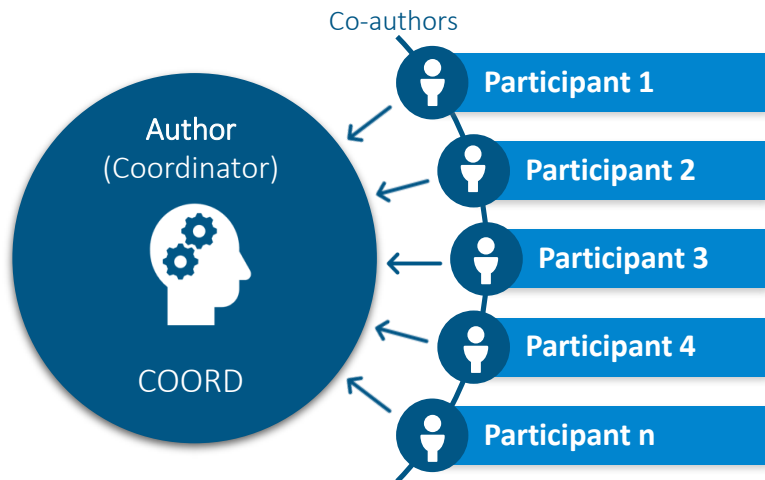 Co-authors
Author
(Coordinator)
COORD
Participant 1
Participant 2
Participant 3
Participant 4
Participant n